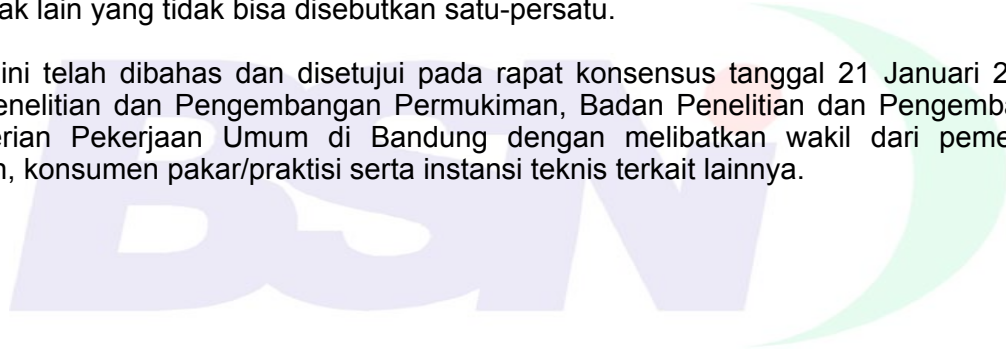 ak lain yang tidak bisa disebutkan satu-persatu.
ini telah dibahas dan disetujui pada rapat konsensus tanggal 21 Januari 2
enelitian dan Pengembangan Permukiman, Badan Penelitian dan Pengemba
erian Pekerjaan Umum di Bandung dengan melibatkan wakil dari peme
n, konsumen pakar/praktisi serta instansi teknis terkait lainnya.
BSN